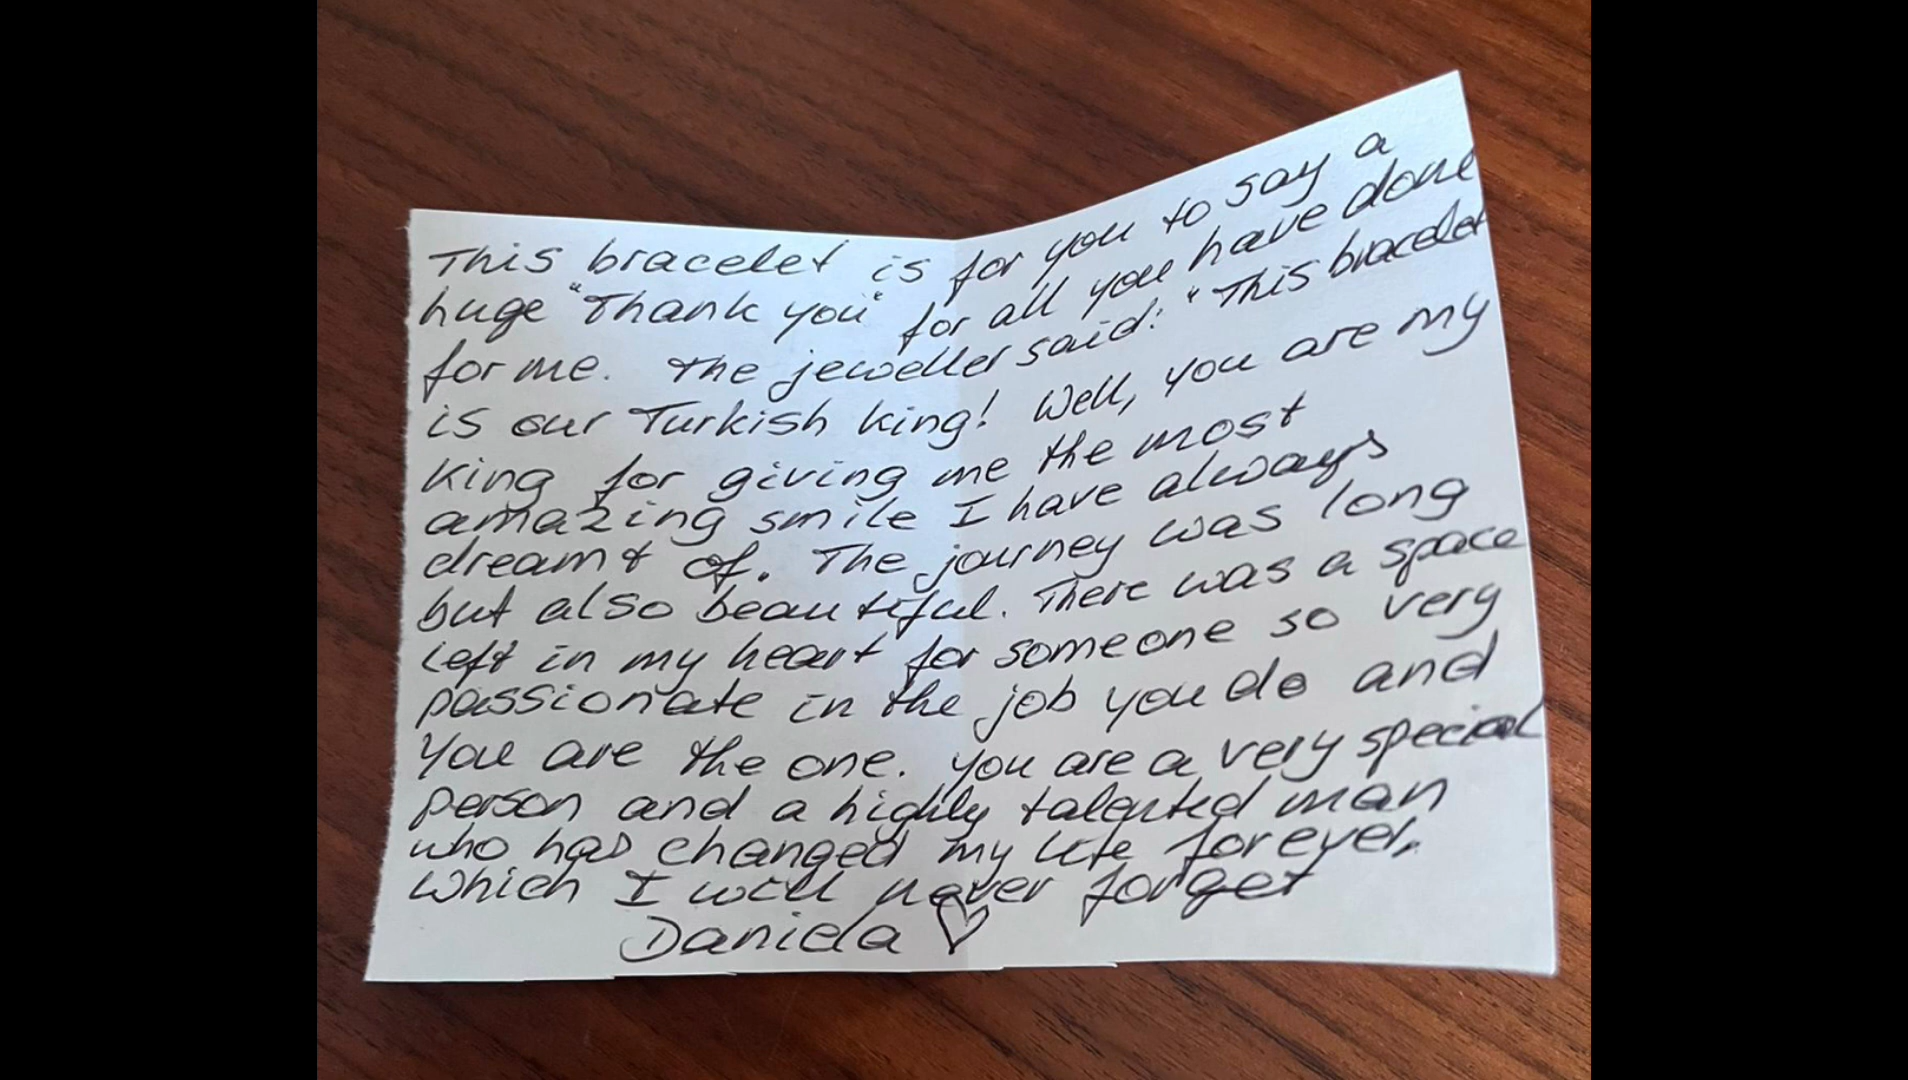 This bracelet is for you to say a
huge "Thank you" for all you have done
for me. The jeweller said: "This bracelet
is our Turkish king! Well, you are my
king for giving me the most
amazing smile I have always
dreamt of. The journey was long
but also beautiful. There was a space
left in my heart for someone so very
passionate in the job you do and
you are the one. You are a very special
person and a highly talented man
who has changed my life forever,
which I will never forget
Daniela ♡